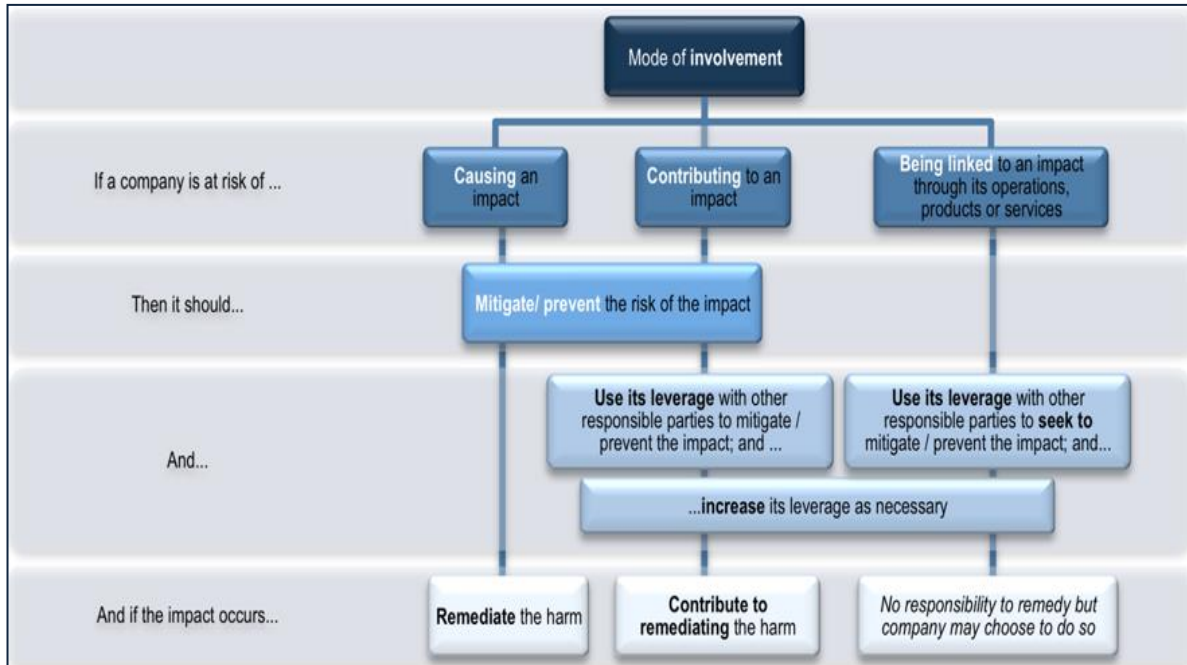 Mode of involvement
If a company is at risk of ...
Causing an
impact
Contributing to an
impact
Being linked to an impact
through its operations,
products or services
Then it should...
Mitigate/ prevent the risk of the impact
And...
Use its leverage with other
responsible parties to mitigate /
prevent the impact; and ...
Use its leverage with other
responsible parties to seek to
mitigate / prevent the impact; and...
...increase its leverage as necessary
And if the impact occurs...
Remediate the harm
Contribute to
remediating the harm
No responsibility to remedy but
company may choose to do so